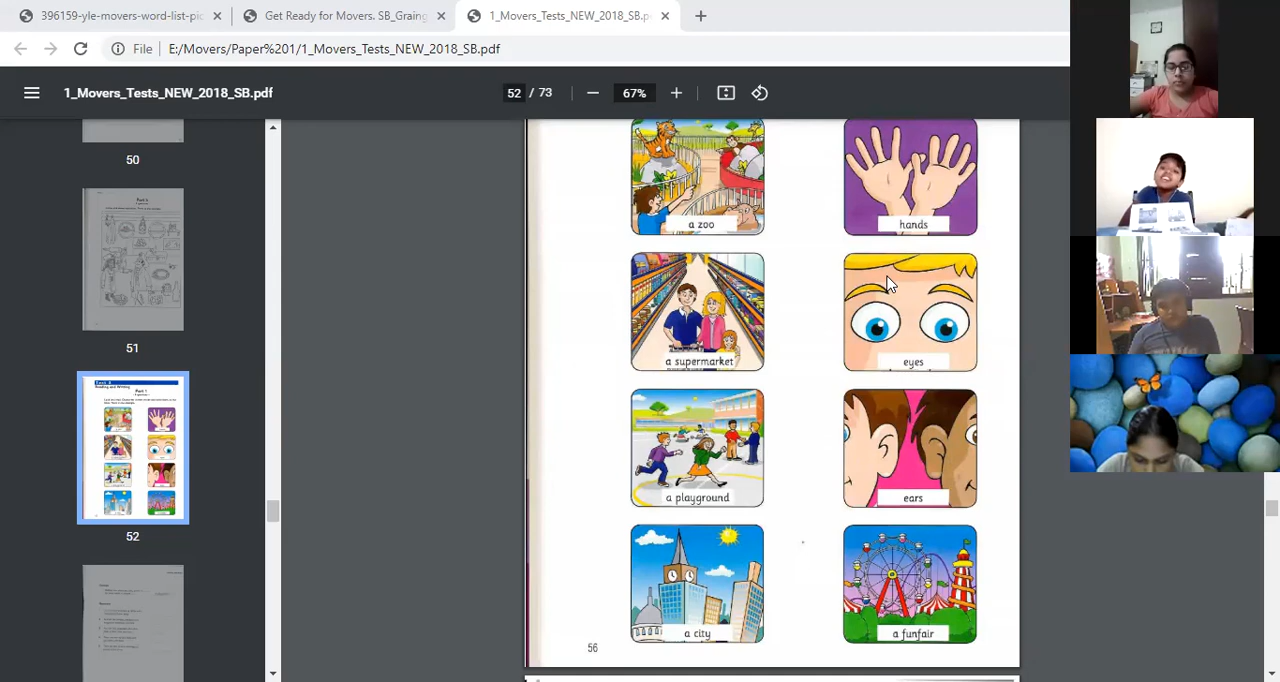 396159-yle-movers-word-list-pic
Get Ready for Movers. SB_Graing
1_Movers_Tests_NEW_2018_SB.p
File
E:/Movers/Paper%201/1_Movers_Tests_NEW_2018_SB.pdf
1_Movers_Tests_NEW_2018_SB.pdf
52 / 73
67%
50
51
52
a zoo
hands
a supermarket
eyes
a playground
ears
a city
a funfair
56